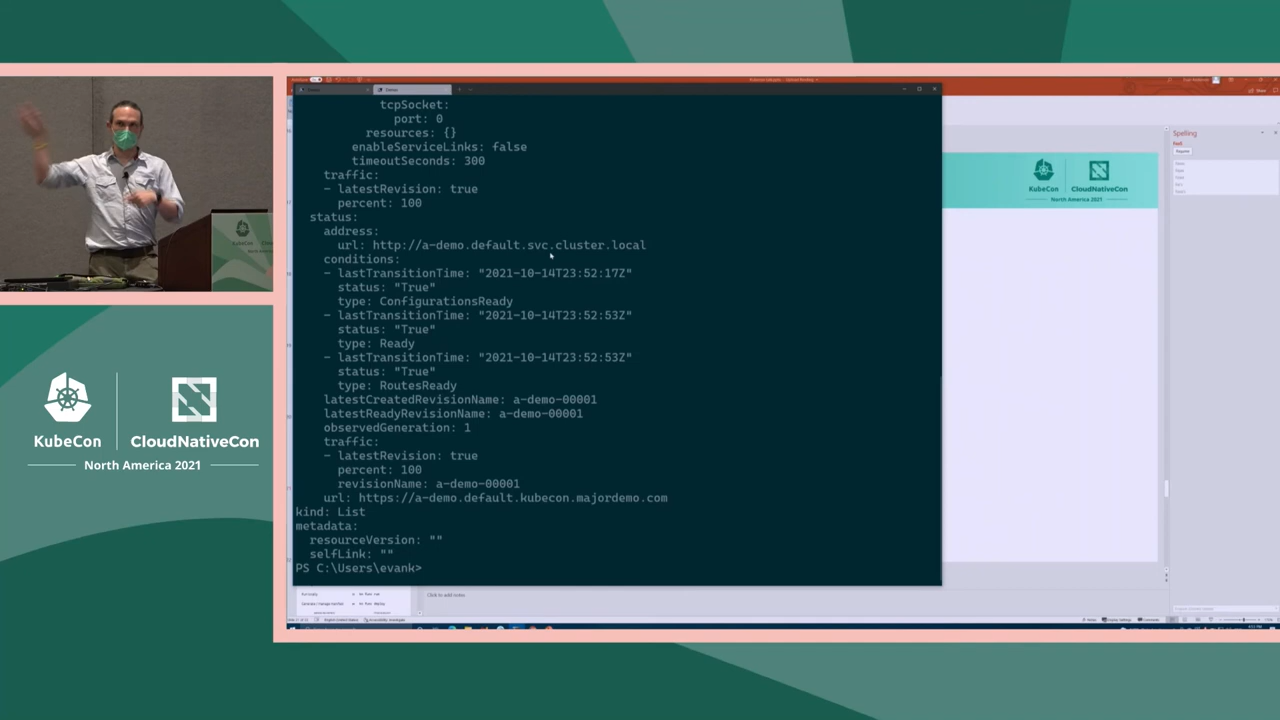 tcpSocket:
port: 0
resources: {}
enableServiceLinks: false
timeoutSeconds: 300
traffic:
- latestRevision: true
percent: 100
status:
address:
url: http://a-demo.default.svc.cluster.local
conditions:
- lastTransitionTime: "2021-10-14T23:52:17Z"
status: "True"
type: ConfigurationsReady
- lastTransitionTime: "2021-10-14T23:52:53Z"
status: "True"
type: Ready
- lastTransitionTime: "2021-10-14T23:52:53Z"
status: "True"
type: RoutesReady
latestCreatedRevisionName: a-demo-00001
latestReadyRevisionName: a-demo-00001
observedGeneration: 1
traffic:
- latestRevision: true
percent: 100
revisionName: a-demo-00001
url: https://a-demo.default.kubecon.majordemo.com
kind: List
metadata:
resourceVersion: ""
selfLink: ""
PS C:\Users\evank>
Click to add notes
Spelling
KubeCon
CloudNativeCon
North America 2021
KubeCon
CloudNativeCon
North America 2021